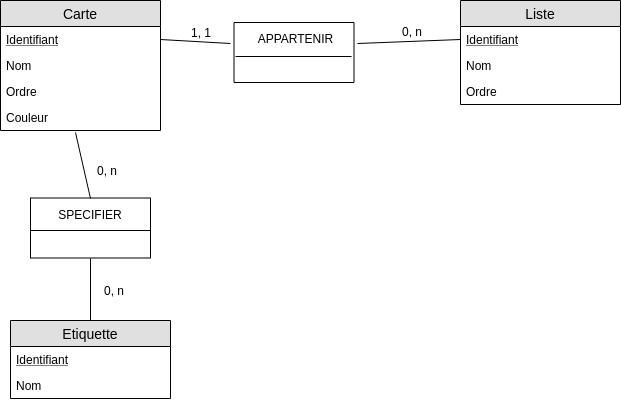 Carte
Identifiant
Nom
Ordre
Couleur
1, 1
APPARTENIR
0, n
Liste
Identifiant
Nom
Ordre
0, n
SPECIFIER
0, n
Etiquette
Identifiant
Nom